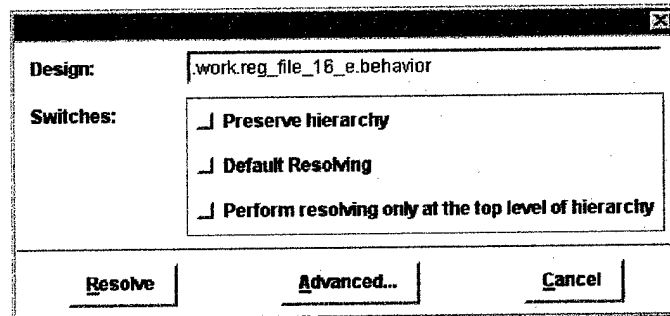 Design:
.work.reg_file_16_e.behavior
Switches:
Preserve hierarchy
Default Resolving
Perform resolving only at the top level of hierarchy
Resolve
Advanced...
Cancel